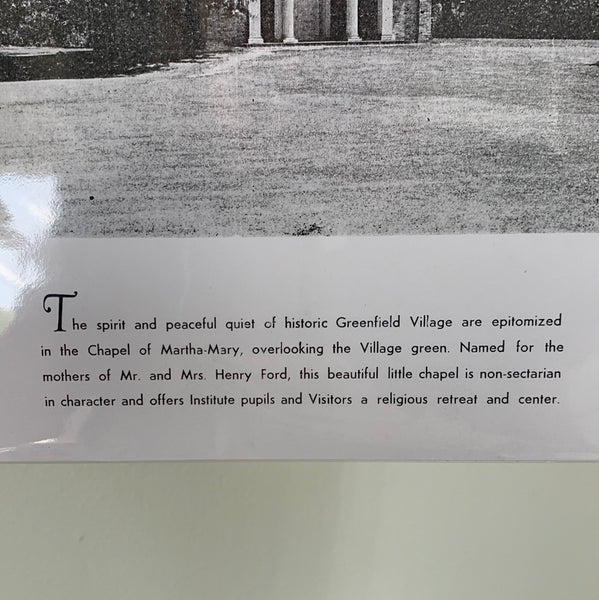 The spirit and peaceful quiet of historic Greenfield Village are epitomized
in the Chapel of Martha-Mary, overlooking the Village green. Named for the
mothers of Mr. and Mrs. Henry Ford, this beautiful little chapel is non-sectarian
in character and offers Institute pupils and Visitors a religious retreat and center.